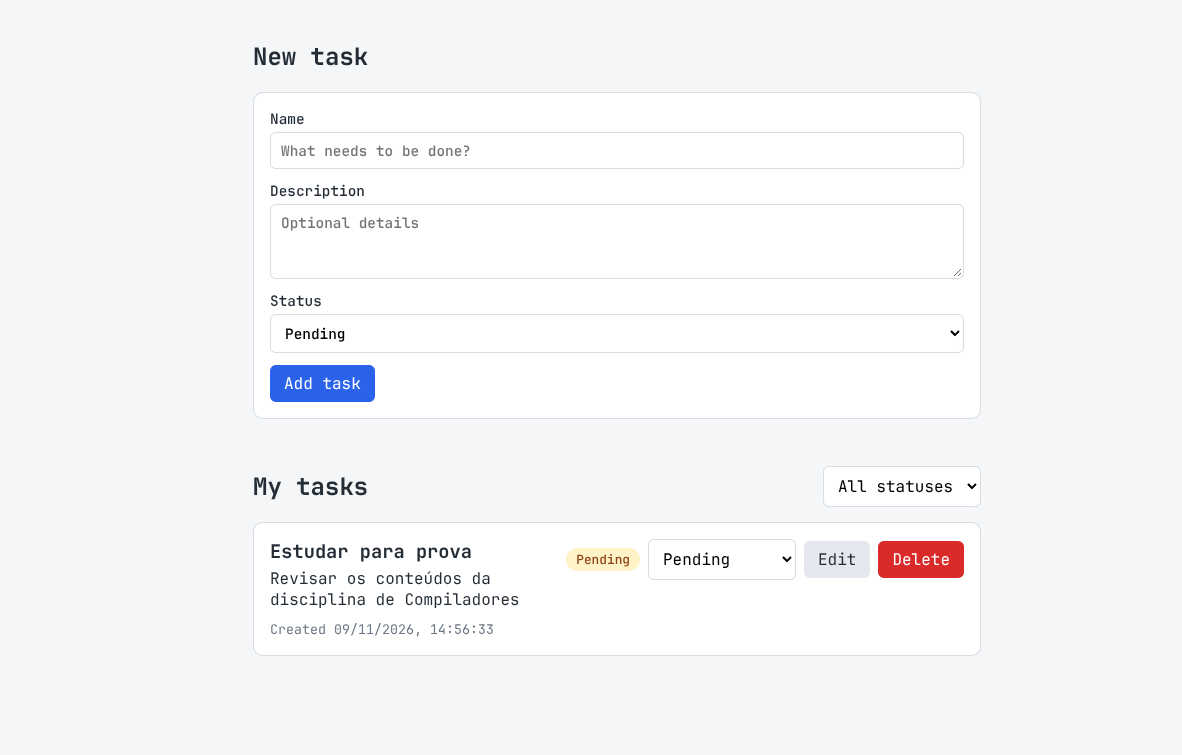 New task
Name
What needs to be done?
Description
Optional details
Status
Pending
Add task
My tasks
All statuses
Estudar para prova
Pending
Pending
Edit
Delete
Revisar os conteúdos da
disciplina de Compiladores
Created 09/11/2026, 14:56:33